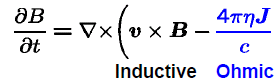 ∂B/∂t = ∇×(v × B − 4πηJ/c
Inductive Ohmic